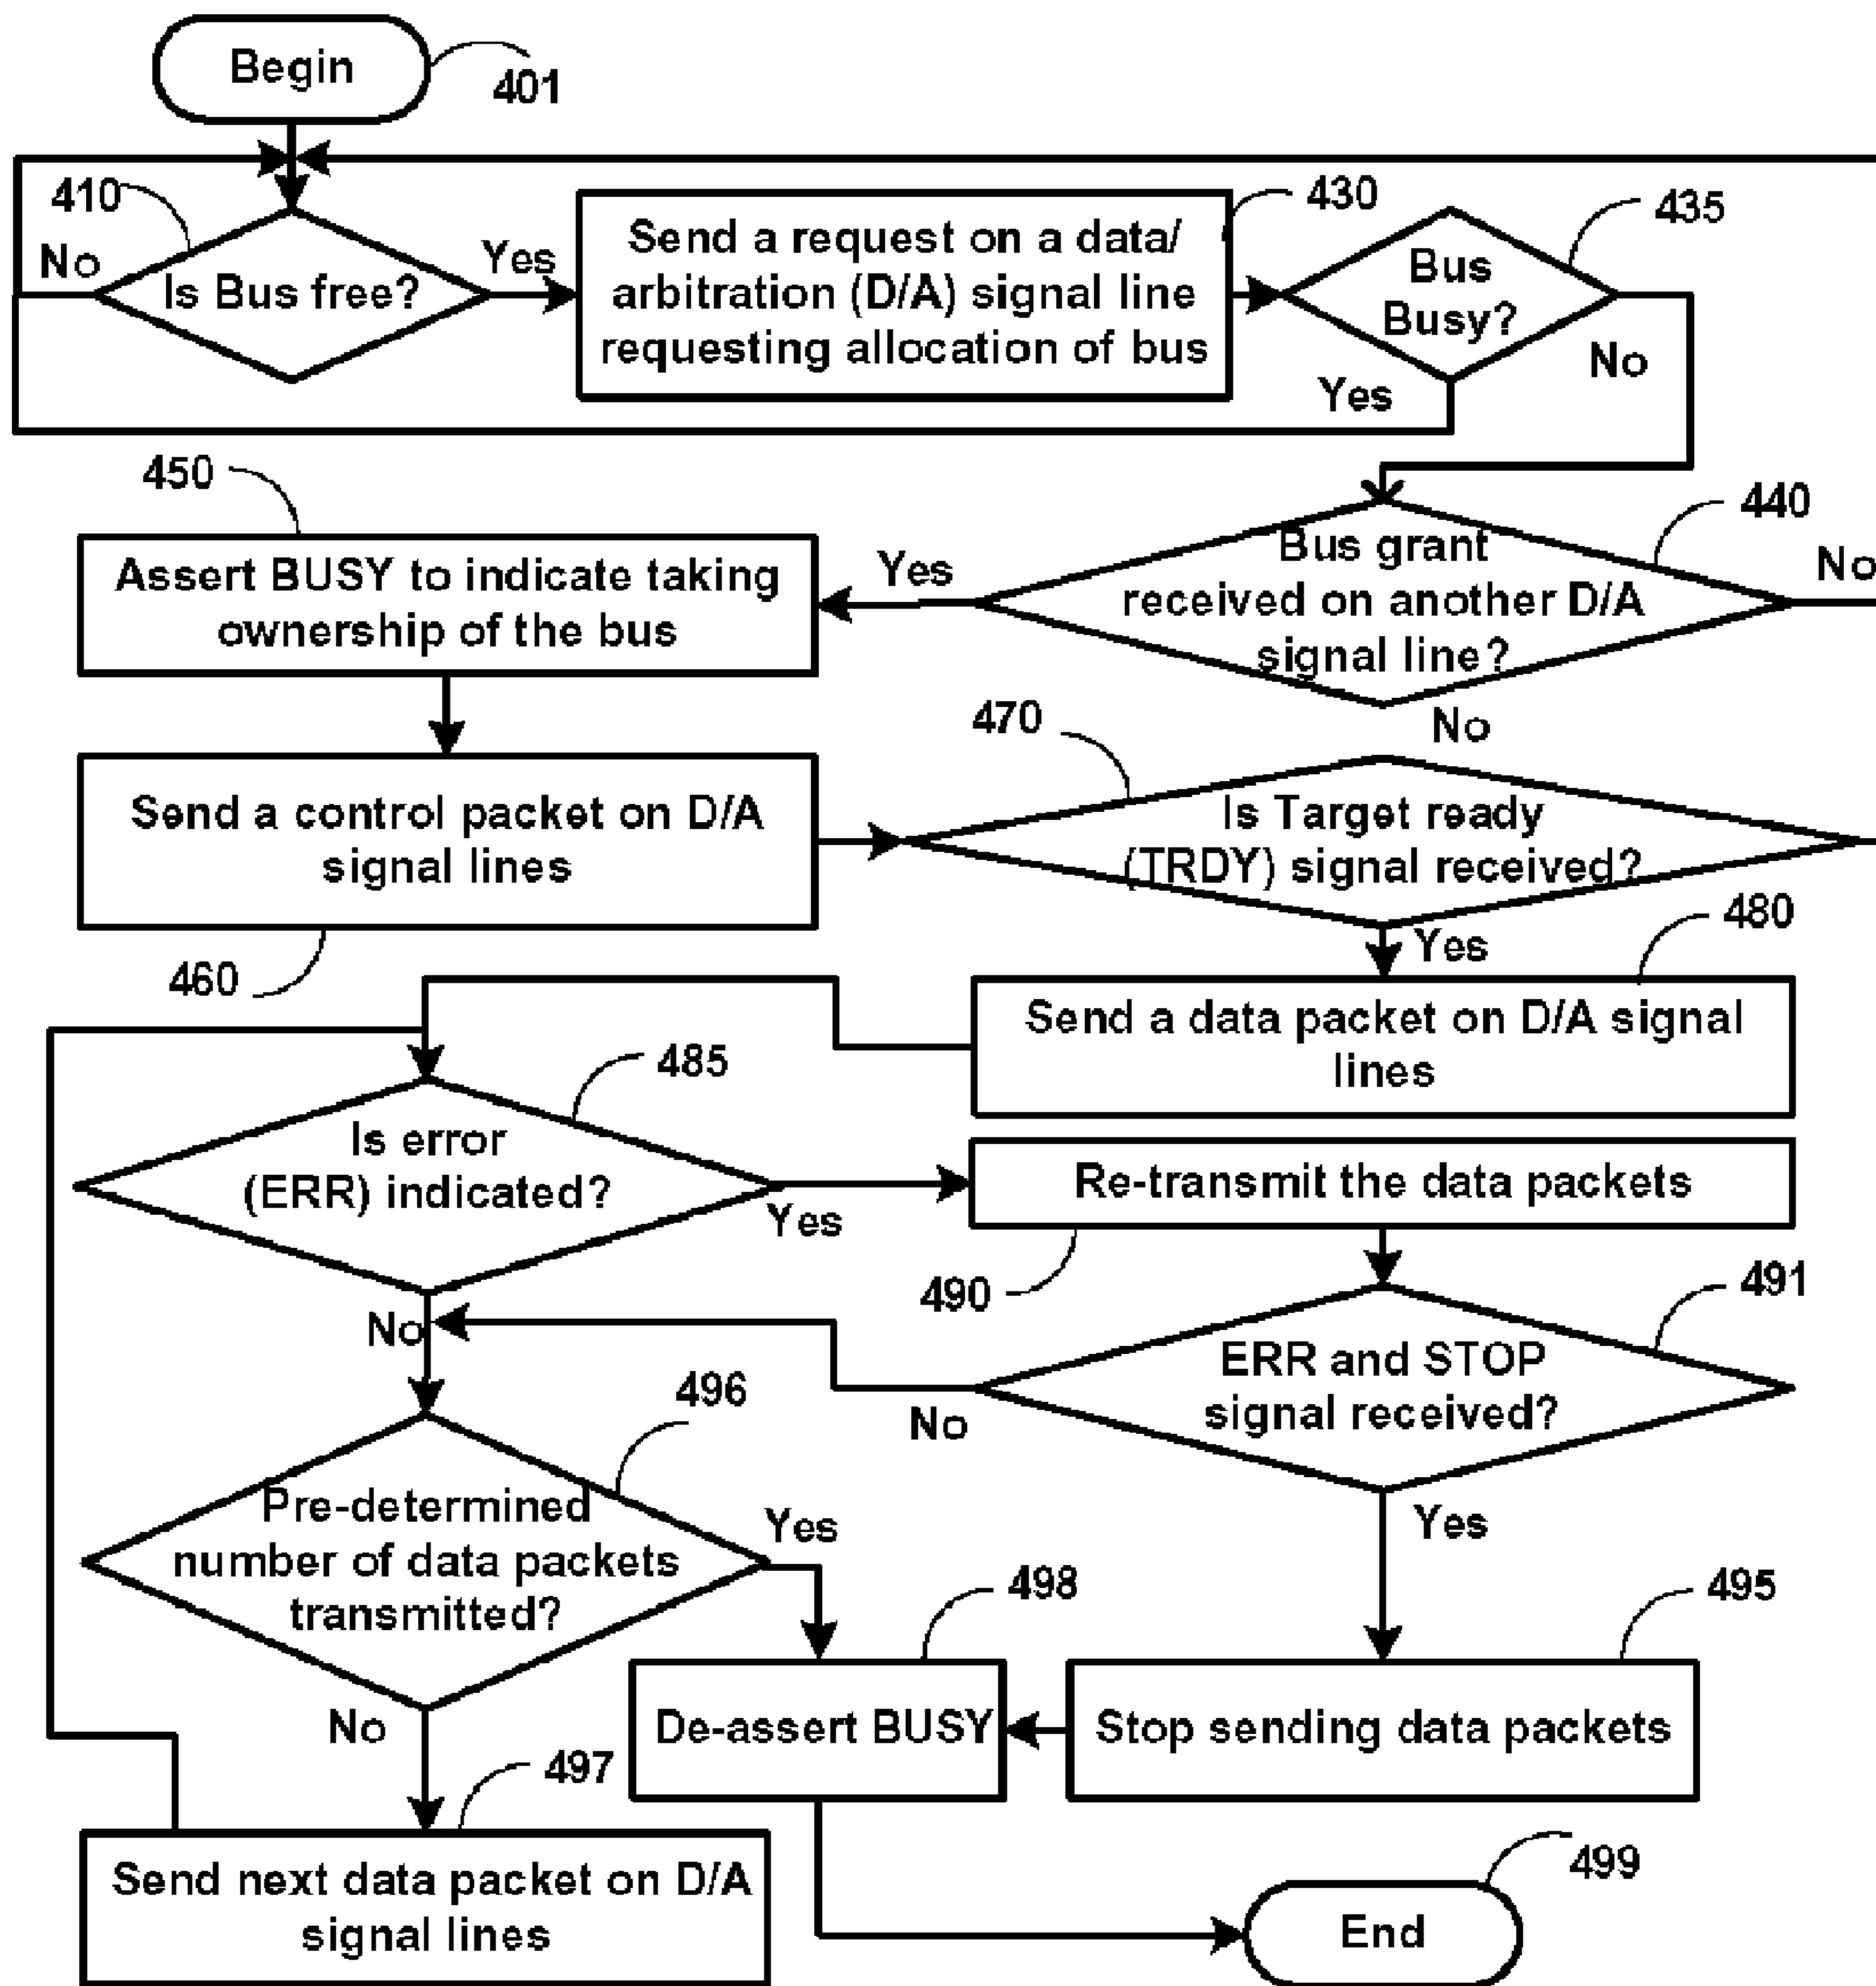 Begin
401
410
No
Is Bus free?
Yes
Send a request on a data/
arbitration (D/A) signal line
requesting allocation of bus
430
Bus
Busy?
435
Yes
No
450
Assert BUSY to indicate taking
ownership of the bus
Yes
Bus grant
received on another D/A
signal line?
440
No
No
460
Send a control packet on D/A
signal lines
470
Is Target ready
(TRDY) signal received?
Yes
480
Send a data packet on D/A signal
lines
485
Is error
(ERR) indicated?
Yes
No
Re-transmit the data packets
490
491
ERR and STOP
signal received?
No
Yes
496
Pre-determined
number of data packets
transmitted?
Yes
No
498
De-assert BUSY
495
Stop sending data packets
497
Send next data packet on D/A
signal lines
499
End